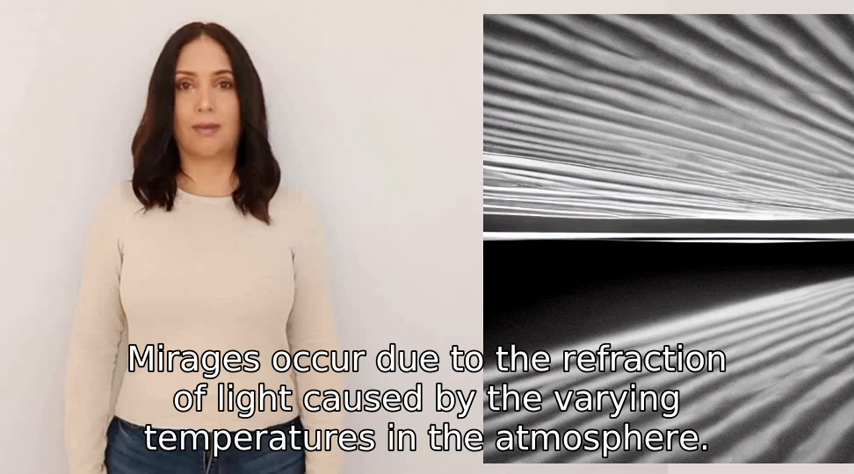 Mirages occur due to the refraction
of light caused by the varying
temperatures in the atmosphere.